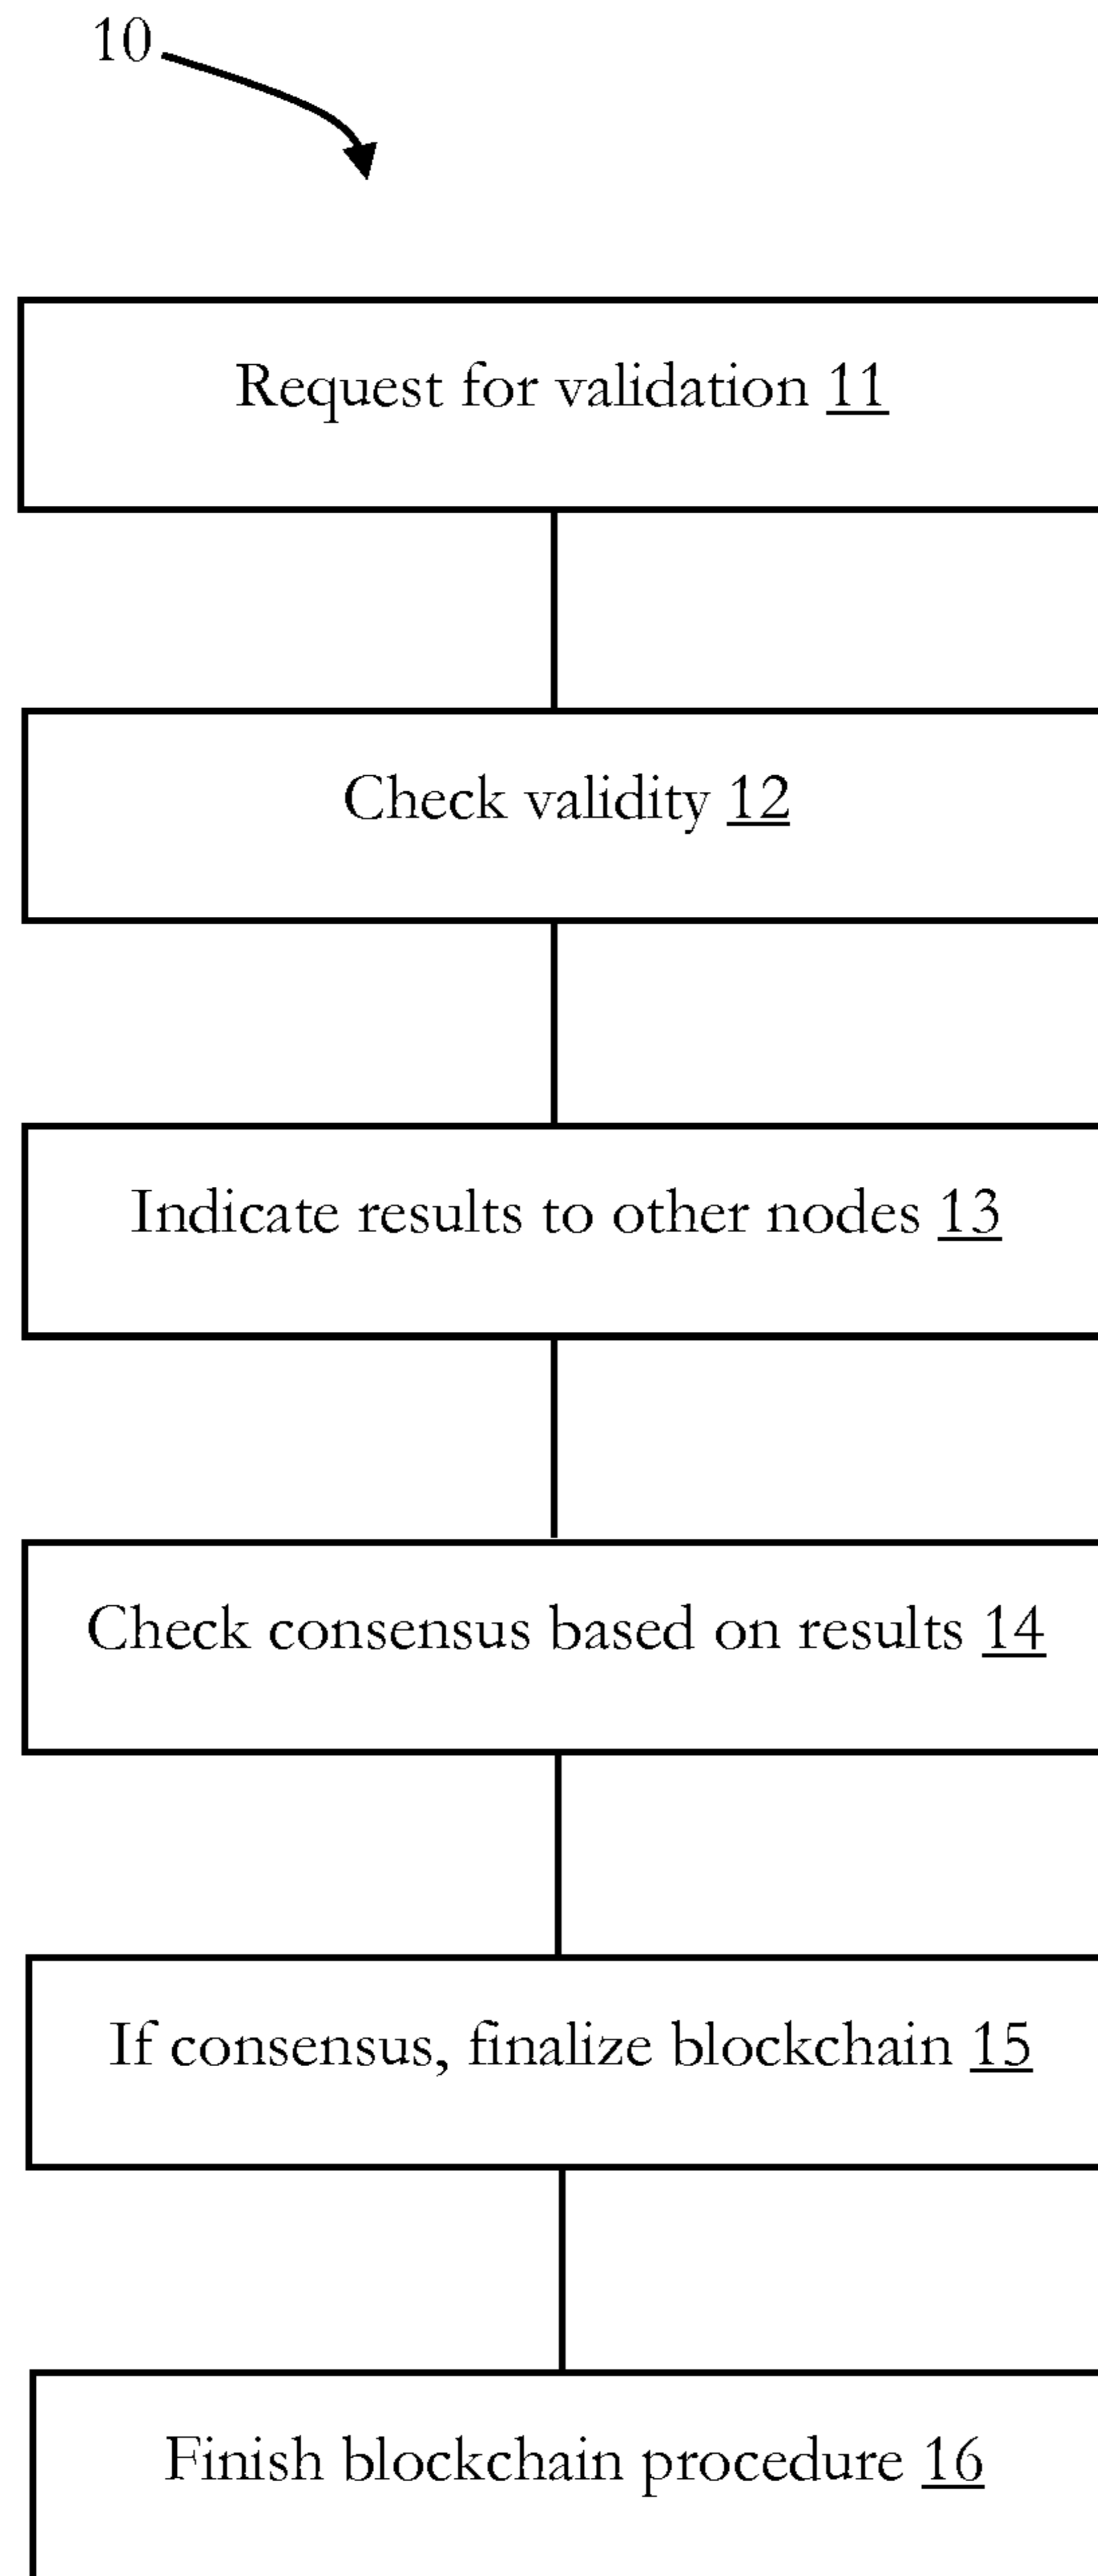 10
Request for validation 11
Check validity 12
Indicate results to other nodes 13
Check consensus based on results 14
If consensus, finalize blockchain 15
Finish blockchain procedure 16